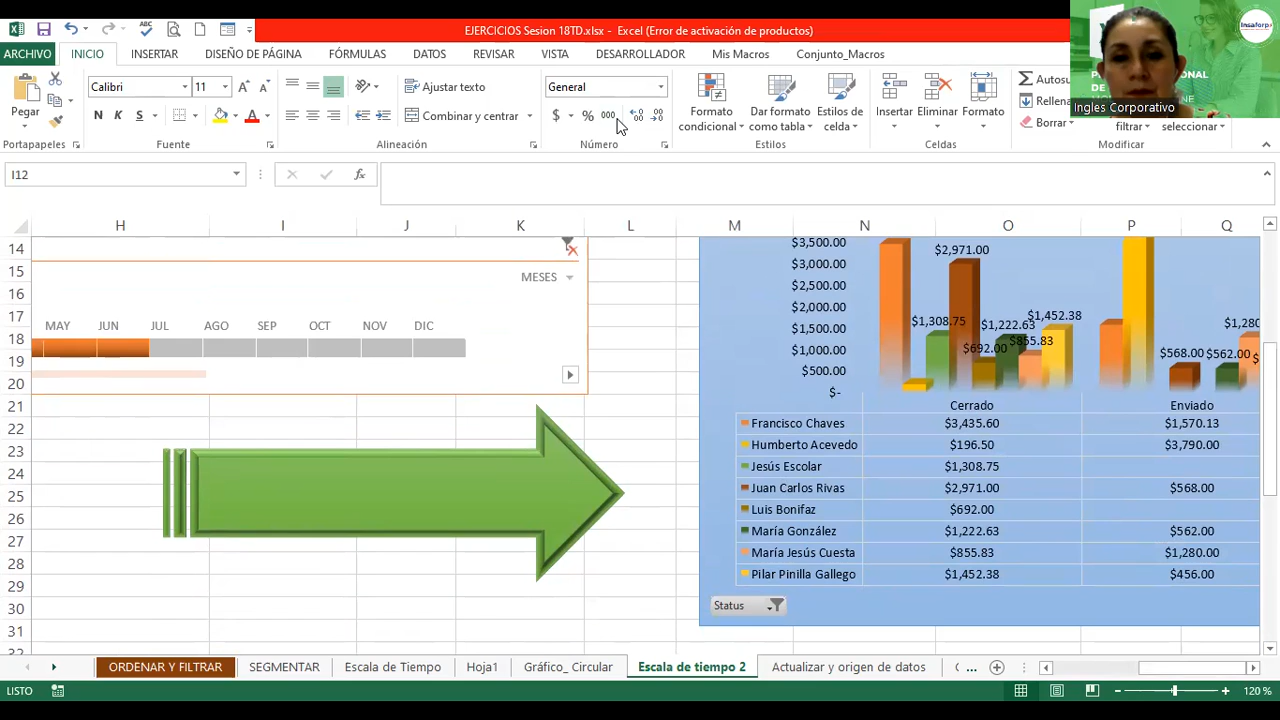 EJERCICIOS Sesion 18TD.xlsx - Excel (Error de activación de productos)
Insaforp
ARCHIVO INICIO INSERTAR DISEÑO DE PÁGINA FÓRMULAS DATOS REVISAR VISTA DESARROLLADOR Mis Macros Conjunto_Macros
Ingles Corporativo
Pegar
Calibri 11
N K S
Ajustar texto
Combinar y centrar
General
$ % 000
Formato condicional
Dar formato como tabla
Estilos de celda
Insertar
Eliminar
Formato
Autosu
Rellena
Borrar
filtrar
seleccionar
Portapapeles Fuente Alineación Número Estilos Celdas Modificar
I12
fx
H I J K L M N O P Q
14
15
16
17
18
19
20
21
22
23
24
25
26
27
28
29
30
31
MESES
MAY JUN JUL AGO SEP OCT NOV DIC
$3,500.00
$3,000.00
$2,500.00
$2,000.00
$1,500.00
$1,000.00
$500.00
$-
$2,971.00
$1,308.75
$692.00
$1,222.63
$855.83
$1,452.38
$568.00
$562.00
$1,280
Cerrado Enviado
Francisco Chaves $3,435.60 $1,570.13
Humberto Acevedo $196.50 $3,790.00
Jesús Escolar $1,308.75
Juan Carlos Rivas $2,971.00 $568.00
Luis Bonifaz $692.00
María González $1,222.63 $562.00
María Jesús Cuesta $855.83 $1,280.00
Pilar Pinilla Gallego $1,452.38 $456.00
Status
ORDENAR Y FILTRAR SEGMENTAR Escala de Tiempo Hoja1 Gráfico_ Circular Escala de tiempo 2 Actualizar y origen de datos ...
LISTO
120 %